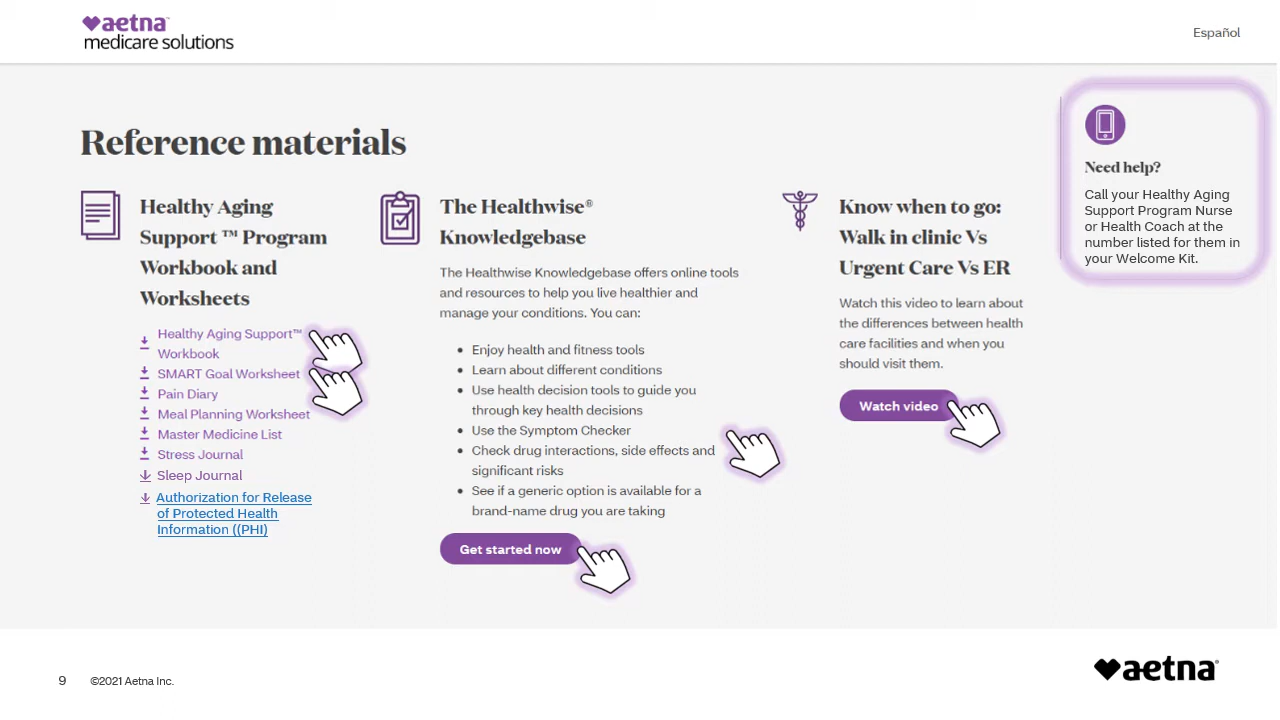 aetna™
medicare solutions
Español
Reference materials
Healthy Aging
Support ™ Program
Workbook and
Worksheets
Healthy Aging Support™
Workbook
SMART Goal Worksheet
Pain Diary
Meal Planning Worksheet
Master Medicine List
Stress Journal
Sleep Journal
Authorization for Release
of Protected Health
Information ((PHI)
The Healthwise®
Knowledgebase
The Healthwise Knowledgebase offers online tools
and resources to help you live healthier and
manage your conditions. You can:
• Enjoy health and fitness tools
• Learn about different conditions
• Use health decision tools to guide you
through key health decisions
• Use the Symptom Checker
• Check drug interactions, side effects and
significant risks
• See if a generic option is available for a
brand-name drug you are taking
Get started now
Know when to go:
Walk in clinic Vs
Urgent Care Vs ER
Watch this video to learn about
the differences between health
care facilities and when you
should visit them.
Watch video
Need help?
Call your Healthy Aging
Support Program Nurse
or Health Coach at the
number listed for them in
your Welcome Kit.
9 ©2021 Aetna Inc.
aetna®